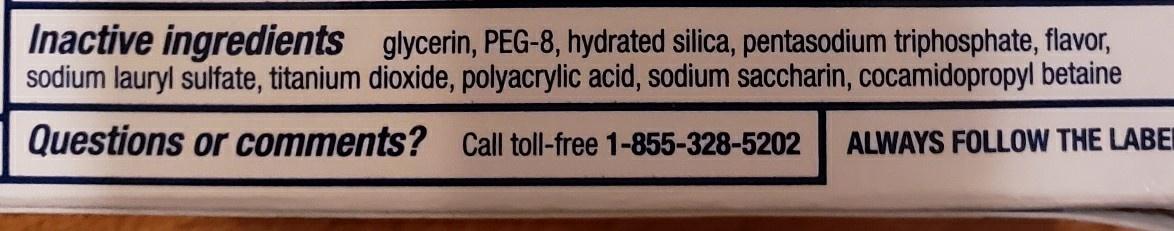 Inactive ingredients glycerin, PEG-8, hydrated silica, pentasodium triphosphate, flavor,
sodium lauryl sulfate, titanium dioxide, polyacrylic acid, sodium saccharin, cocamidopropyl betaine
Questions or comments? Call toll-free 1-855-328-5202
ALWAYS FOLLOW THE LABE